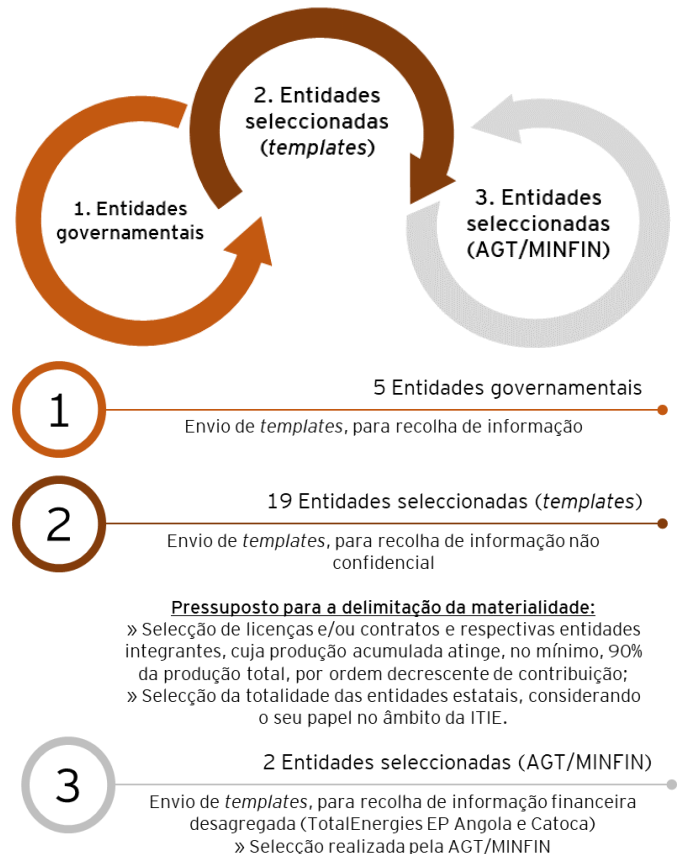 1. Entidades
governamentais
2. Entidades
seleccionadas
(templates)
3. Entidades
seleccionadas
(AGT/MINFIN)
1
5 Entidades governamentais
Envio de templates, para recolha de informação
2
19 Entidades seleccionadas (templates)
Envio de templates, para recolha de informação não
confidencial
Pressuposto para a delimitação da materialidade:
» Selecção de licenças e/ou contratos e respectivas entidades
integrantes, cuja produção acumulada atinge, no mínimo, 90%
da produção total, por ordem decrescente de contribuição;
» Selecção da totalidade das entidades estatais, considerando
o seu papel no âmbito da ITIE.
3
2 Entidades seleccionadas (AGT/MINFIN)
Envio de templates, para recolha de informação financeira
desagregada (TotalEnergies EP Angola e Catoca)
» Selecção realizada pela AGT/MINFIN